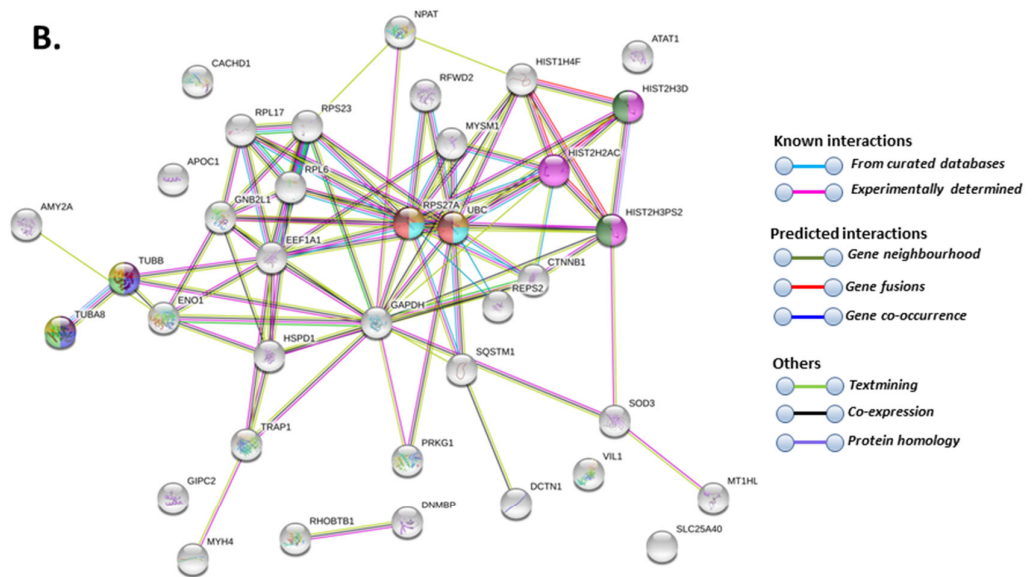 B.
NPAT
ATAT1
CACHD1
HIST1H4F
RFWD2
HIST2H3D
RPL17
RPS23
MYSM1
HIST2H2AC
APOC1
RPL6
GNB2L1
RPS27A
UBC
HIST2H3PS2
AMY2A
EEF1A1
TUBB
CTNNB1
ENO1
GAPDH
REPS2
TUBA8
HSPD1
SQSTM1
SOD3
TRAP1
PRKG1
VIL1
GIPC2
DCTN1
MT1HL
DNMBP
RHOBTB1
SLC25A40
MYH4
Known interactions
From curated databases
Experimentally determined
Predicted interactions
Gene neighbourhood
Gene fusions
Gene co-occurrence
Others
Textmining
Co-expression
Protein homology